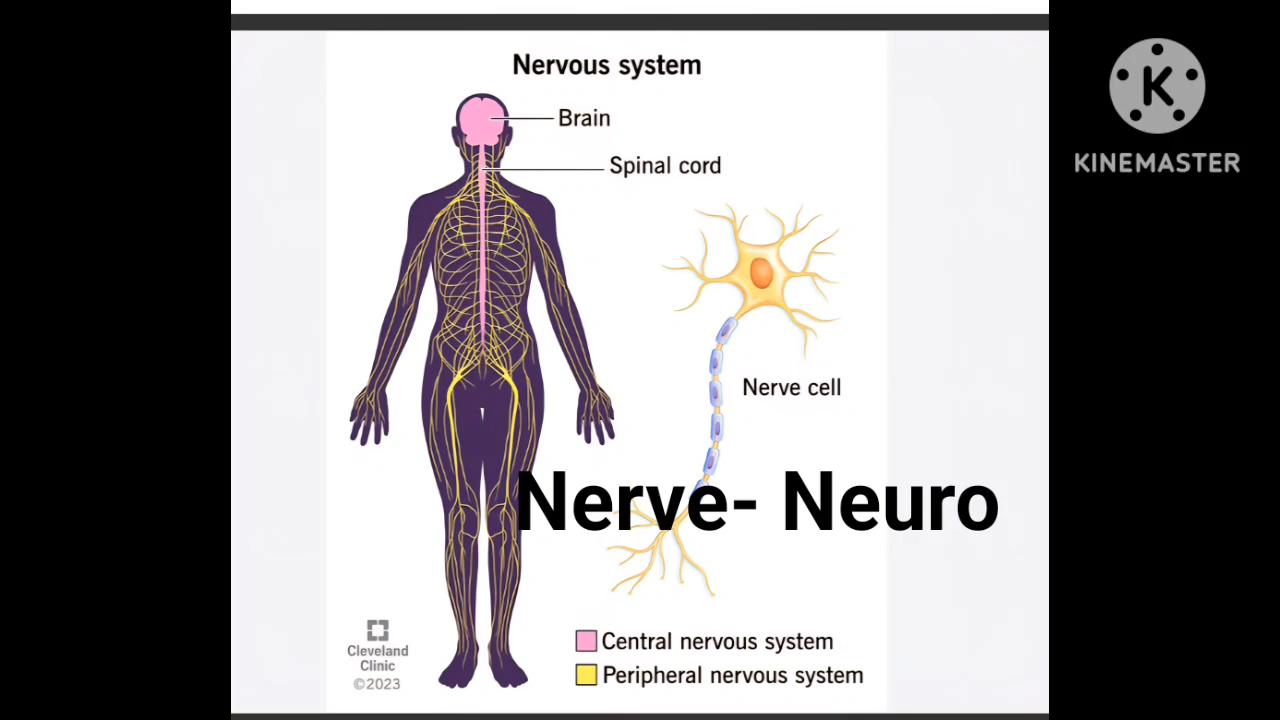 Nervous system
Brain
Spinal cord
KINEMASTER
Nerve cell
Nerve- Neuro
Cleveland
Clinic
©2023
Central nervous system
Peripheral nervous system